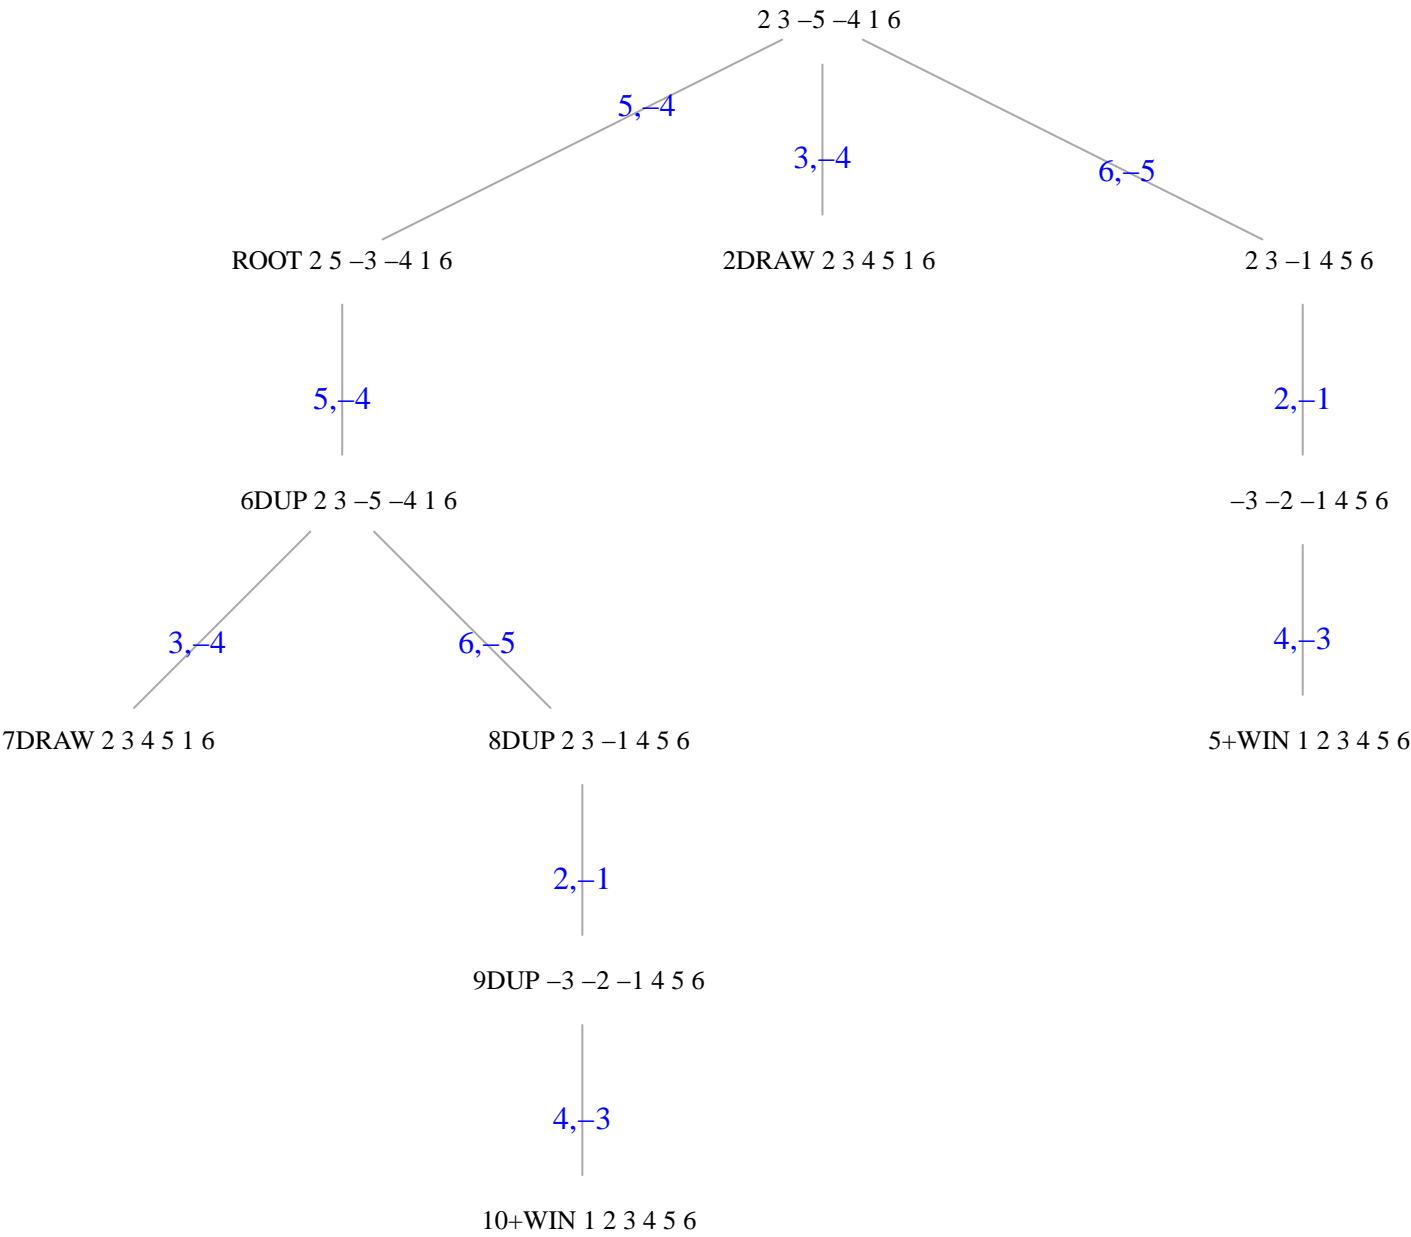 2 3 –5 –4 1 6
5,–4
3,–4
6,–5
ROOT 2 5 –3 –4 1 6
2DRAW 2 3 4 5 1 6
2 3 –1 4 5 6
5,–4
2,–1
6DUP 2 3 –5 –4 1 6
–3 –2 –1 4 5 6
3,–4
6,–5
4,–3
7DRAW 2 3 4 5 1 6
8DUP 2 3 –1 4 5 6
5+WIN 1 2 3 4 5 6
2,–1
9DUP –3 –2 –1 4 5 6
4,–3
10+WIN 1 2 3 4 5 6